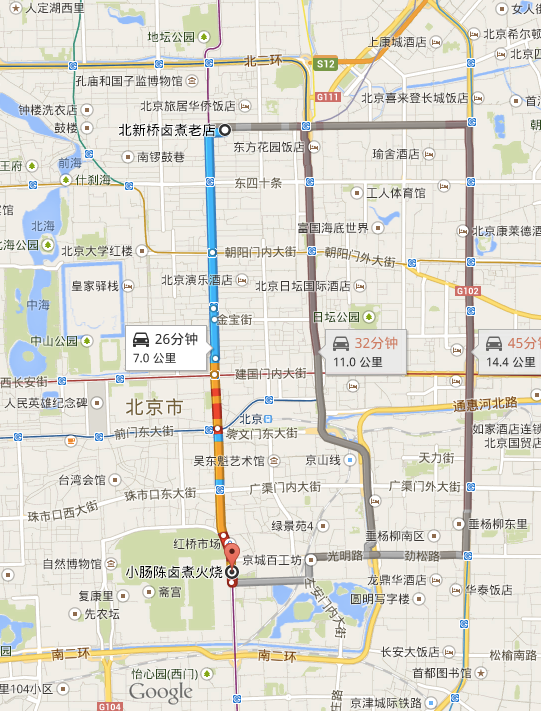 人定湖西里
安
女人街
地坛公园
上康城酒店
北京希尔顿
北二环
S12
孔庙和国子监博物馆
G111
北京四
钟楼洗衣店
北京旅居华侨饭店
北京喜来登长城饭店
鼓楼
北新桥卤煮老店
东方花园饭店
前海
南锣鼓巷
瑜舍酒店
王府
什刹海
东四十条
工人体育馆
北海
富国海底世界
北京康莱德酒
北海公园
北京大学红楼
朝阳门内大街
朝阳门外大街
皇家驿栈
北京演乐酒店
北京日坛国际酒店
G102
中海
金宝街
日坛公园
中山公园
26分钟
7.0 公里
32分钟
11.0 公里
45分钟
14.4 公里
西长安街
建国门内大街
人民英雄纪念碑
北京市
通惠河北路
北京
前门东大街
崇文门东大街
如家酒店连锁
北京国贸店
吴东魁艺术馆
京山线
天力街
台湾会馆
广渠门内大街
广渠门外大街
珠市口西大街
珠市口东大街
绿景苑4
垂杨柳东里
垂杨柳南区
红桥市场
自然博物馆
京城百工坊
光明路
劲松路
小肠陈卤煮火烧
复康里
斋宫
龙鼎华酒店
华泰饭店
先农坛
左安门内大街
圆明写字楼
南二环
南二环
长安大饭店
松榆南路
怡心园(西门)
首都图书馆
里104小区
Google
京津城际铁路
G104